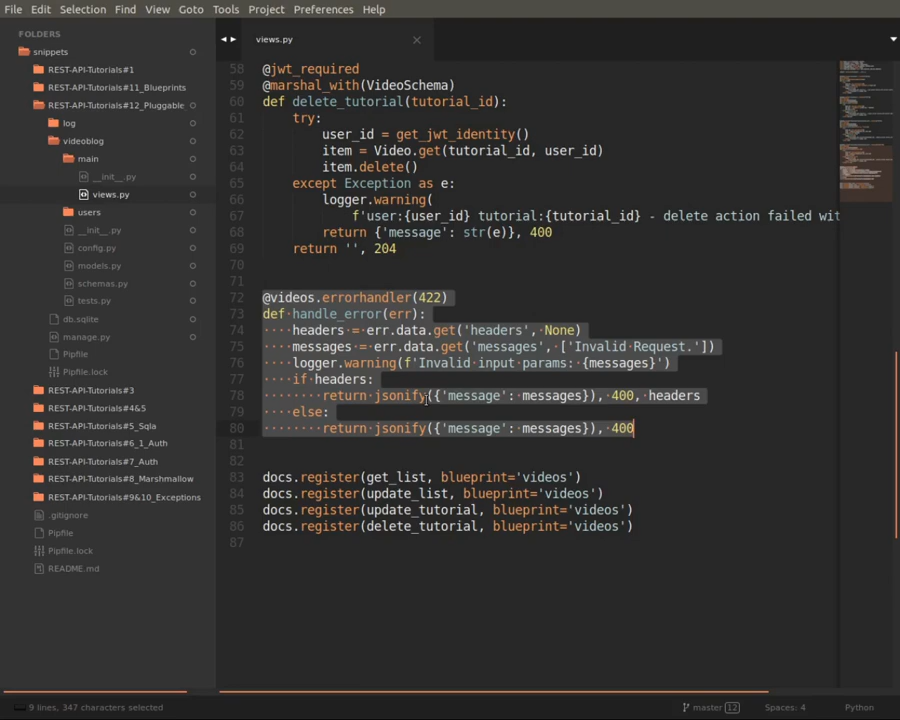 File Edit Selection Find View Goto Tools Project Preferences Help
FOLDERS
snippets
REST-API-Tutorials#1
REST-API-Tutorials#11_Blueprints
REST-API-Tutorials#12_Pluggable
log
videoblog
main
__init__.py
views.py
users
__init__.py
config.py
models.py
schemas.py
tests.py
db.sqlite
manage.py
Pipfile
Pipfile.lock
REST-API-Tutorials#3
REST-API-Tutorials#4&5
REST-API-Tutorials#5_Sqla
REST-API-Tutorials#6_1_Auth
REST-API-Tutorials#7_Auth
REST-API-Tutorials#8_Marshmallow
REST-API-Tutorials#9&10_Exceptions
.gitignore
Pipfile
Pipfile.lock
README.md
views.py
58 @jwt_required
59 @marshal_with(VideoSchema)
60 def delete_tutorial(tutorial_id):
61     try:
62         user_id = get_jwt_identity()
63         item = Video.get(tutorial_id, user_id)
64         item.delete()
65     except Exception as e:
66         logger.warning(
67             f'user:{user_id} tutorial:{tutorial_id} - delete action failed wit
68         return {'message': str(e)}, 400
69     return '', 204
70
71
72 @videos.errorhandler(422)
73 def handle_error(err):
74     headers = err.data.get('headers', None)
75     messages = err.data.get('messages', ['Invalid Request.'])
76     logger.warning(f'Invalid input params: {messages}')
77     if headers:
78         return jsonify({'message': messages}), 400, headers
79     else:
80         return jsonify({'message': messages}), 400
81
82
83 docs.register(get_list, blueprint='videos')
84 docs.register(update_list, blueprint='videos')
85 docs.register(update_tutorial, blueprint='videos')
86 docs.register(delete_tutorial, blueprint='videos')
87
9 lines, 347 characters selected
master 12
Spaces: 4
Python